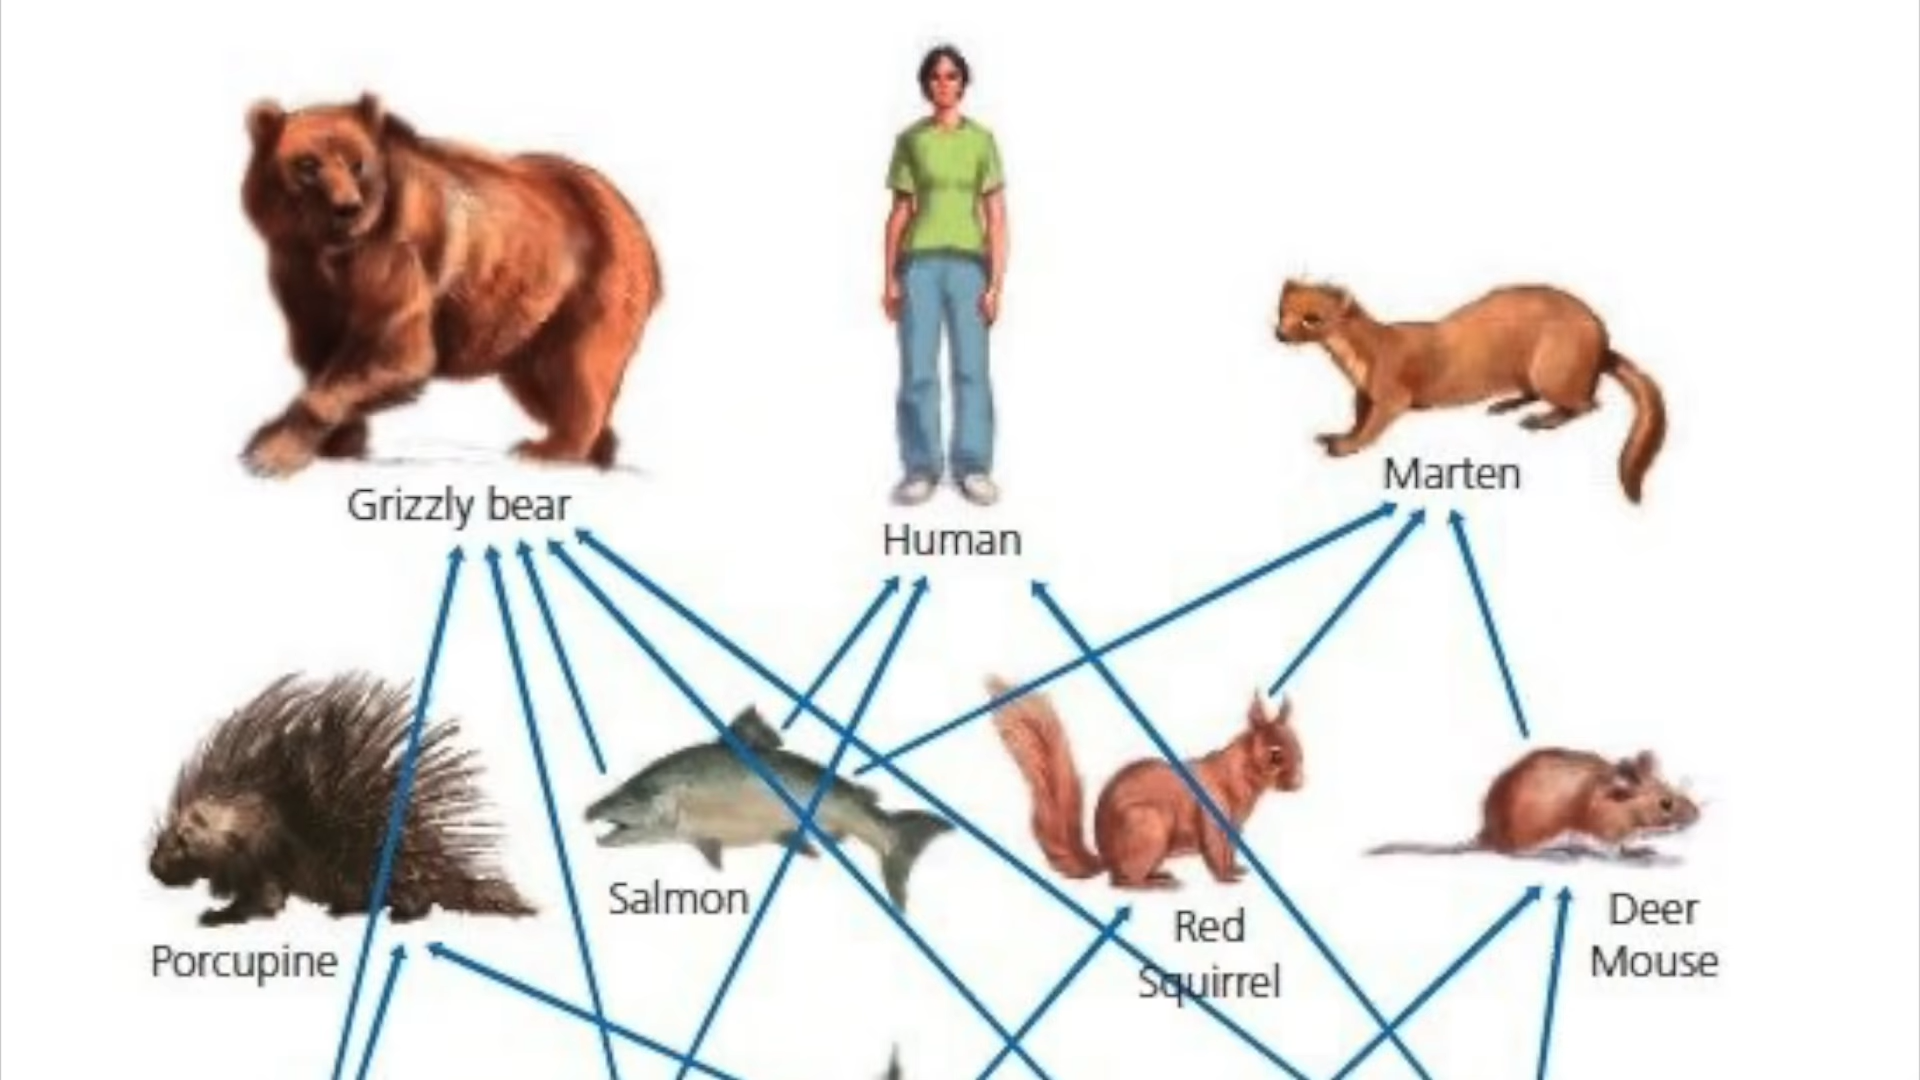 Grizzly bear
Human
Marten
Porcupine
Salmon
Red
Squirrel
Deer
Mouse